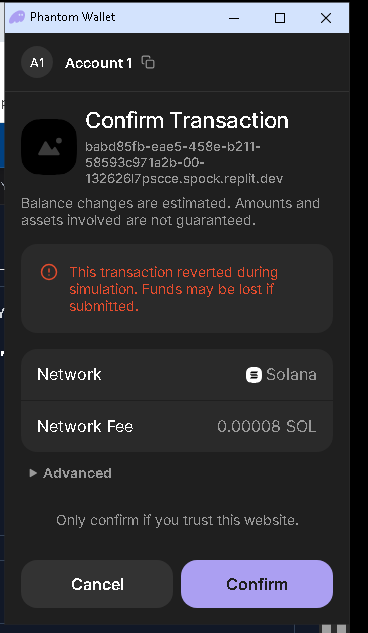 Phantom Wallet
A1 Account 1
Confirm Transaction
babd85fb-eae5-458e-b211-
58593c971a2b-00-
132626l7pscce.spock.replit.dev
Balance changes are estimated. Amounts and
assets involved are not guaranteed.
This transaction reverted during
simulation. Funds may be lost if
submitted.
Network Solana
Network Fee 0.00008 SOL
Advanced
Only confirm if you trust this website.
Cancel Confirm